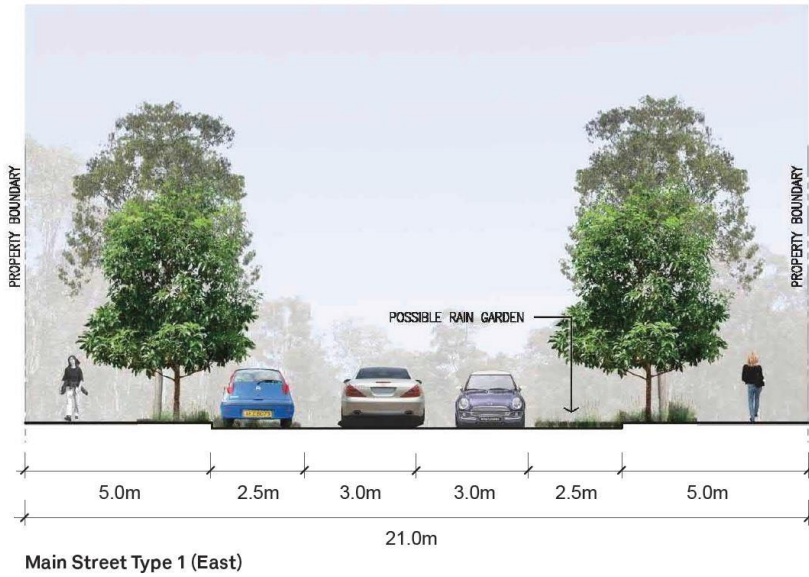 PROPERTY BOUNDARY
PROPERTY BOUNDARY
POSSIBLE RAIN GARDEN
5.0m 2.5m 3.0m 3.0m 2.5m 5.0m
21.0m
Main Street Type 1 (East)